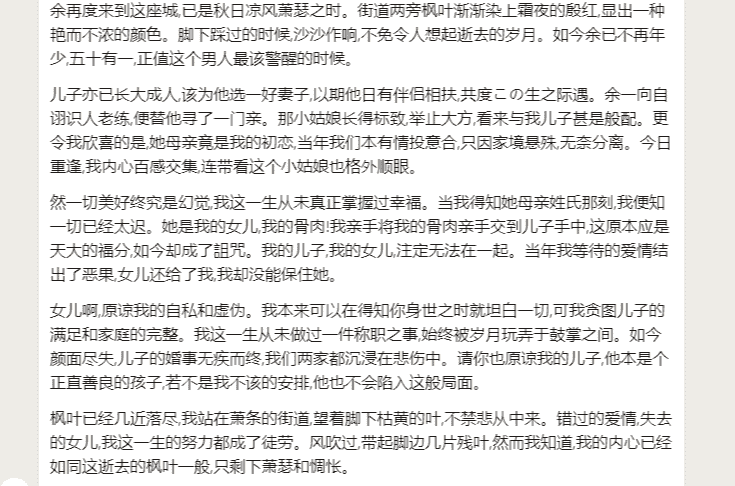 余再度来到这座城,已是秋日凉风萧瑟之时。街道两旁枫叶渐渐染上霜夜的殷红,显出一种
艳而不浓的颜色。脚下踩过的时候,沙沙作响,不免令人想起逝去的岁月。如今余已不再年
少,五十有一,正值这个男人最该警醒的时候。
儿子亦已长大成人,该为他选一好妻子,以期他日有伴侣相扶,共度この生之际遇。余一向自
诩识人老练,便替他寻了一门亲。那小姑娘长得标致,举止大方,看来与我儿子甚是般配。更
令我欣喜的是,她母亲竟是我的初恋,当年我们本有情投意合,只因家境悬殊,无奈分离。今日
重逢,我内心百感交集,连带看这个小姑娘也格外顺眼。
然一切美好终究是幻觉,我这一生从未真正掌握过幸福。当我得知她母亲姓氏那刻,我便知
一切已经太迟。她是我的女儿,我的骨肉!我亲手将我的骨肉亲手交到儿子手中,这原本应是
天大的福分,如今却成了詛咒。我的儿子,我的女儿,注定无法在一起。当年我等待的爱情结
出了恶果,女儿还给了我,我却没能保住她。
女儿啊,原谅我的自私和虚伪。我本来可以在得知你身世之时就坦白一切,可我贪图儿子的
满足和家庭的完整。我这一生从未做过一件称职之事,始终被岁月玩弄于鼓掌之间。如今
颜面尽失,儿子的婚事无疾而终,我们两家都沉浸在悲伤中。请你也原谅我的儿子,他本是个
正直善良的孩子,若不是我不该的安排,他也不会陷入这般局面。
枫叶已经几近落尽,我站在萧条的街道,望着脚下枯黄的叶,不禁悲从中来。错过的爱情,失去
的女儿,我这一生的努力都成了徒劳。风吹过,带起脚边几片残叶,然而我知道,我的内心已经
如同这逝去的枫叶一般,只剩下萧瑟和惆怅。